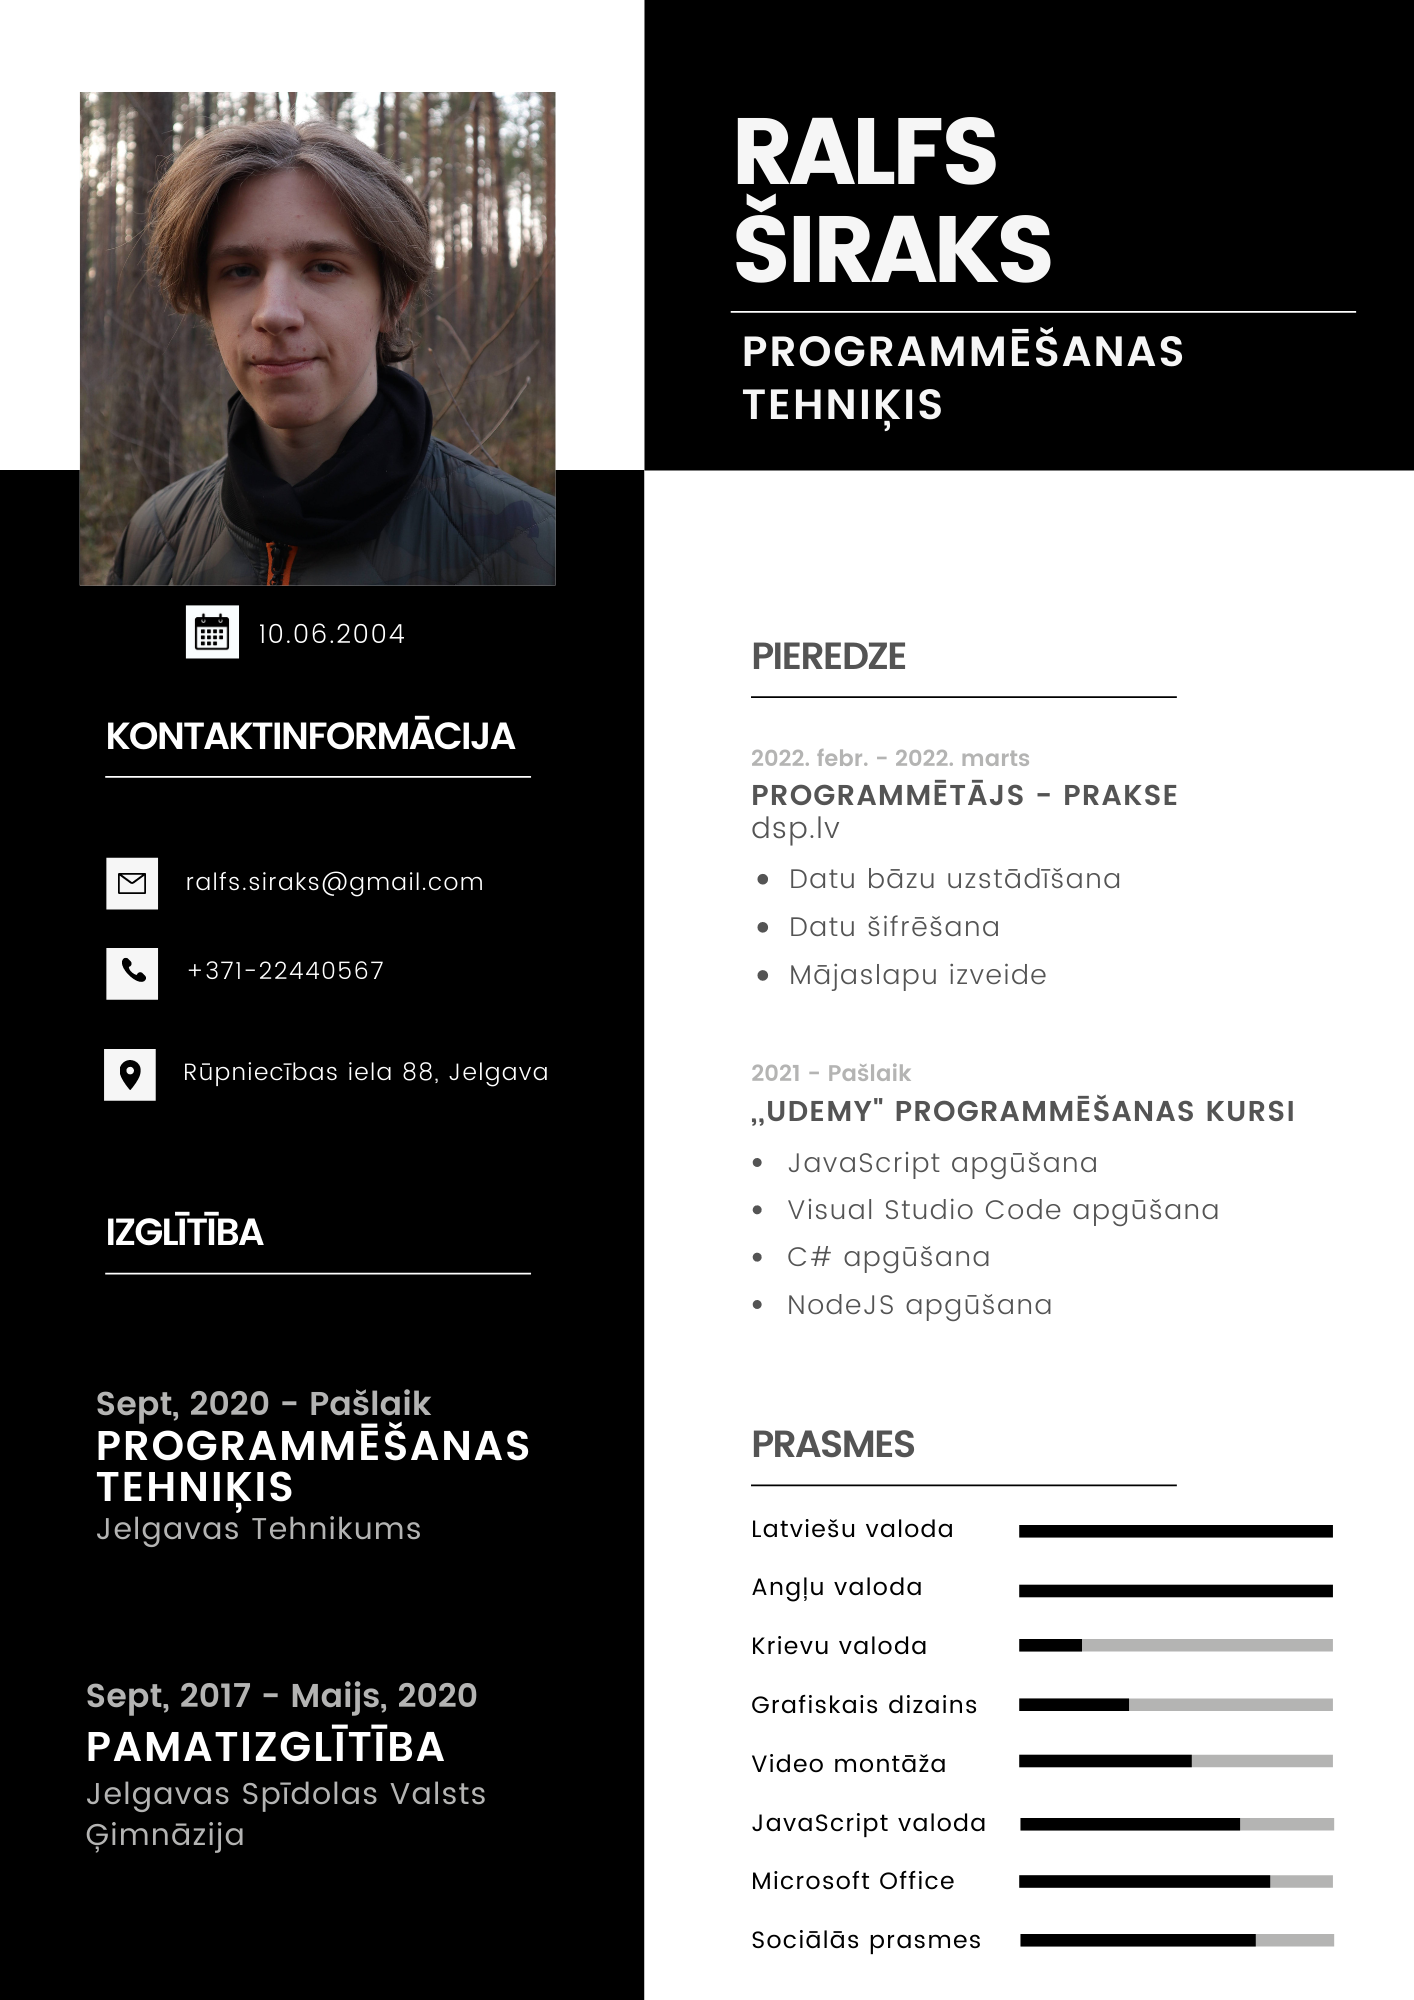 RALFS
ŠIRAKS
PROGRAMMĒŠANAS
TEHNIĶIS
10.06.2004
KONTAKTINFORMĀCIJA
ralfs.siraks@gmail.com
+371-22440567
Rūpniecības iela 88, Jelgava
IZGLĪTĪBA
Sept, 2020 - Pašlaik
PROGRAMMĒŠANAS
TEHNIĶIS
Jelgavas Tehnikums
Sept, 2017 - Maijs, 2020
PAMATIZGLĪTĪBA
Jelgavas Spīdolas Valsts
Ģimnāzija
PIEREDZE
2022. febr. - 2022. marts
PROGRAMMĒTĀJS - PRAKSE
dsp.lv
• Datu bāzu uzstādīšana
• Datu šifrēšana
• Mājaslapu izveide
2021 - Pašlaik
,,UDEMY" PROGRAMMĒŠANAS KURSI
• JavaScript apgūšana
• Visual Studio Code apgūšana
• C# apgūšana
• NodeJS apgūšana
PRASMES
Latviešu valoda
Angļu valoda
Krievu valoda
Grafiskais dizains
Video montāža
JavaScript valoda
Microsoft Office
Sociālās prasmes